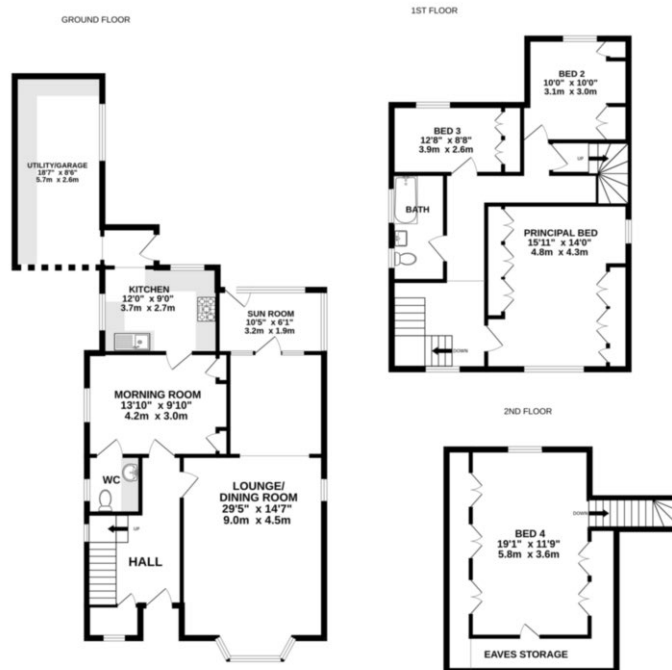 GROUND FLOOR
UTILITY/GARAGE
18'7" x 8'6"
5.7m x 2.6m
KITCHEN
12'0" x 9'0"
3.7m x 2.7m
SUN ROOM
10'5" x 6'1"
3.2m x 1.9m
MORNING ROOM
13'10" x 9'10"
4.2m x 3.0m
WC
LOUNGE/
DINING ROOM
29'5" x 14'7"
9.0m x 4.5m
UP
HALL
1ST FLOOR
BED 2
10'0" x 10'0"
3.1m x 3.0m
BED 3
12'8" x 8'8"
3.9m x 2.6m
UP
BATH
PRINCIPAL BED
15'11" x 14'0"
4.8m x 4.3m
DOWN
2ND FLOOR
DOWN
BED 4
19'1" x 11'9"
5.8m x 3.6m
EAVES STORAGE